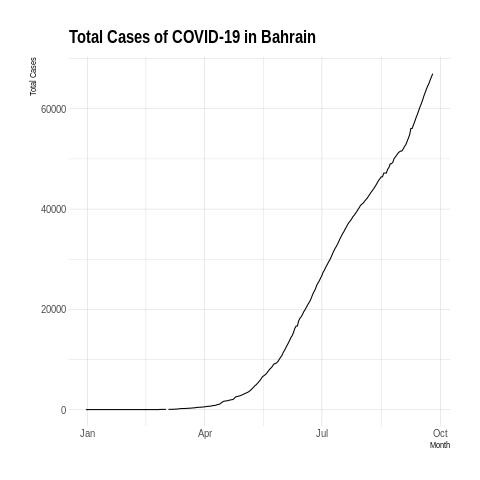 Total Cases of COVID-19 in Bahrain
Total Cases
60000
40000
20000
0
Jan Apr Jul Oct
Month